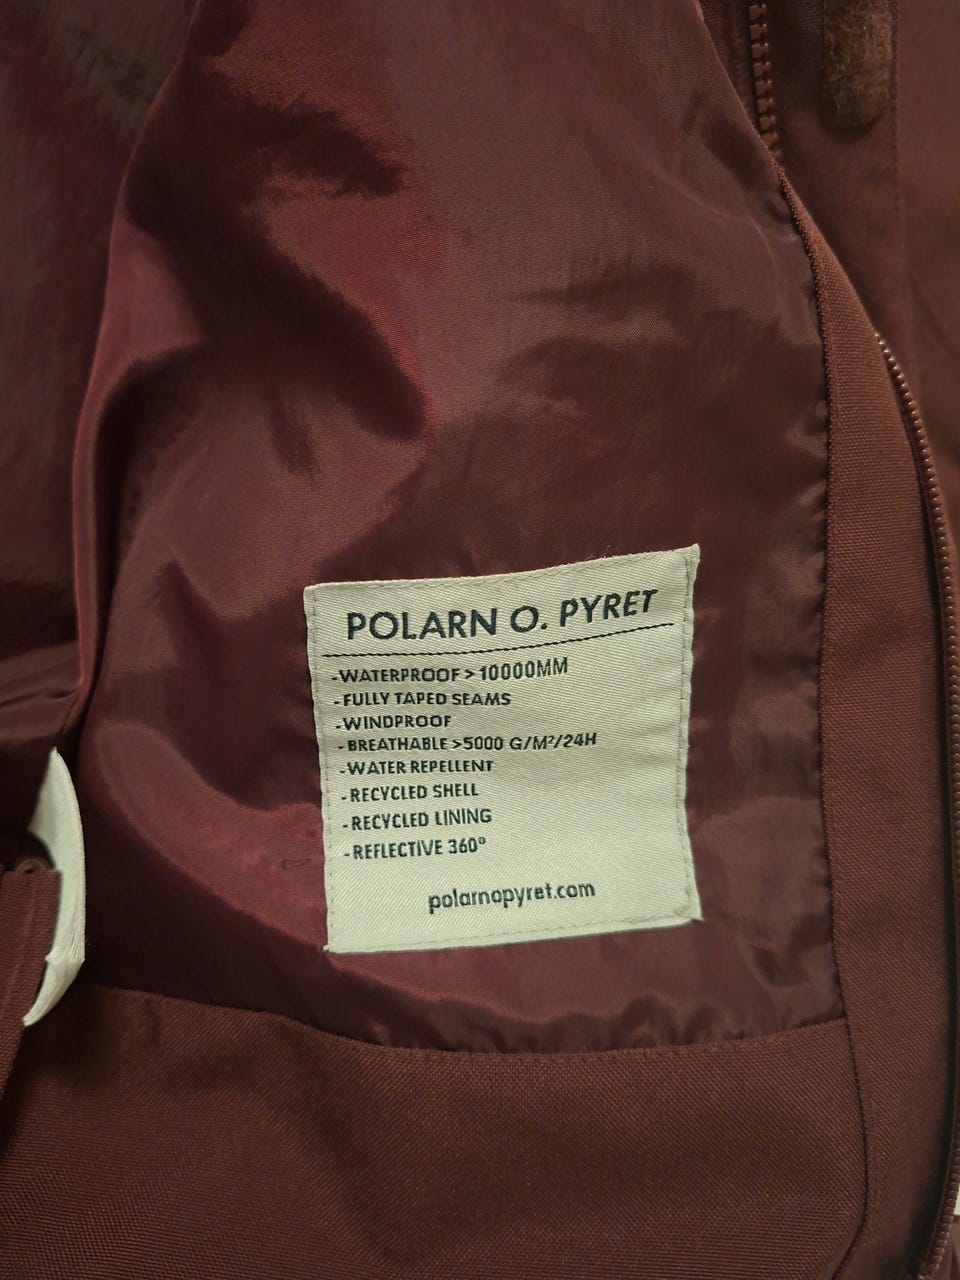 POLARN O. PYRET
-WATERPROOF > 10000MM
-FULLY TAPED SEAMS
-WINDPROOF
-BREATHABLE >5000 G/M²/24H
-WATER REPELLENT
-RECYCLED SHELL
-RECYCLED LINING
-REFLECTIVE 360°
polarnopyret.com